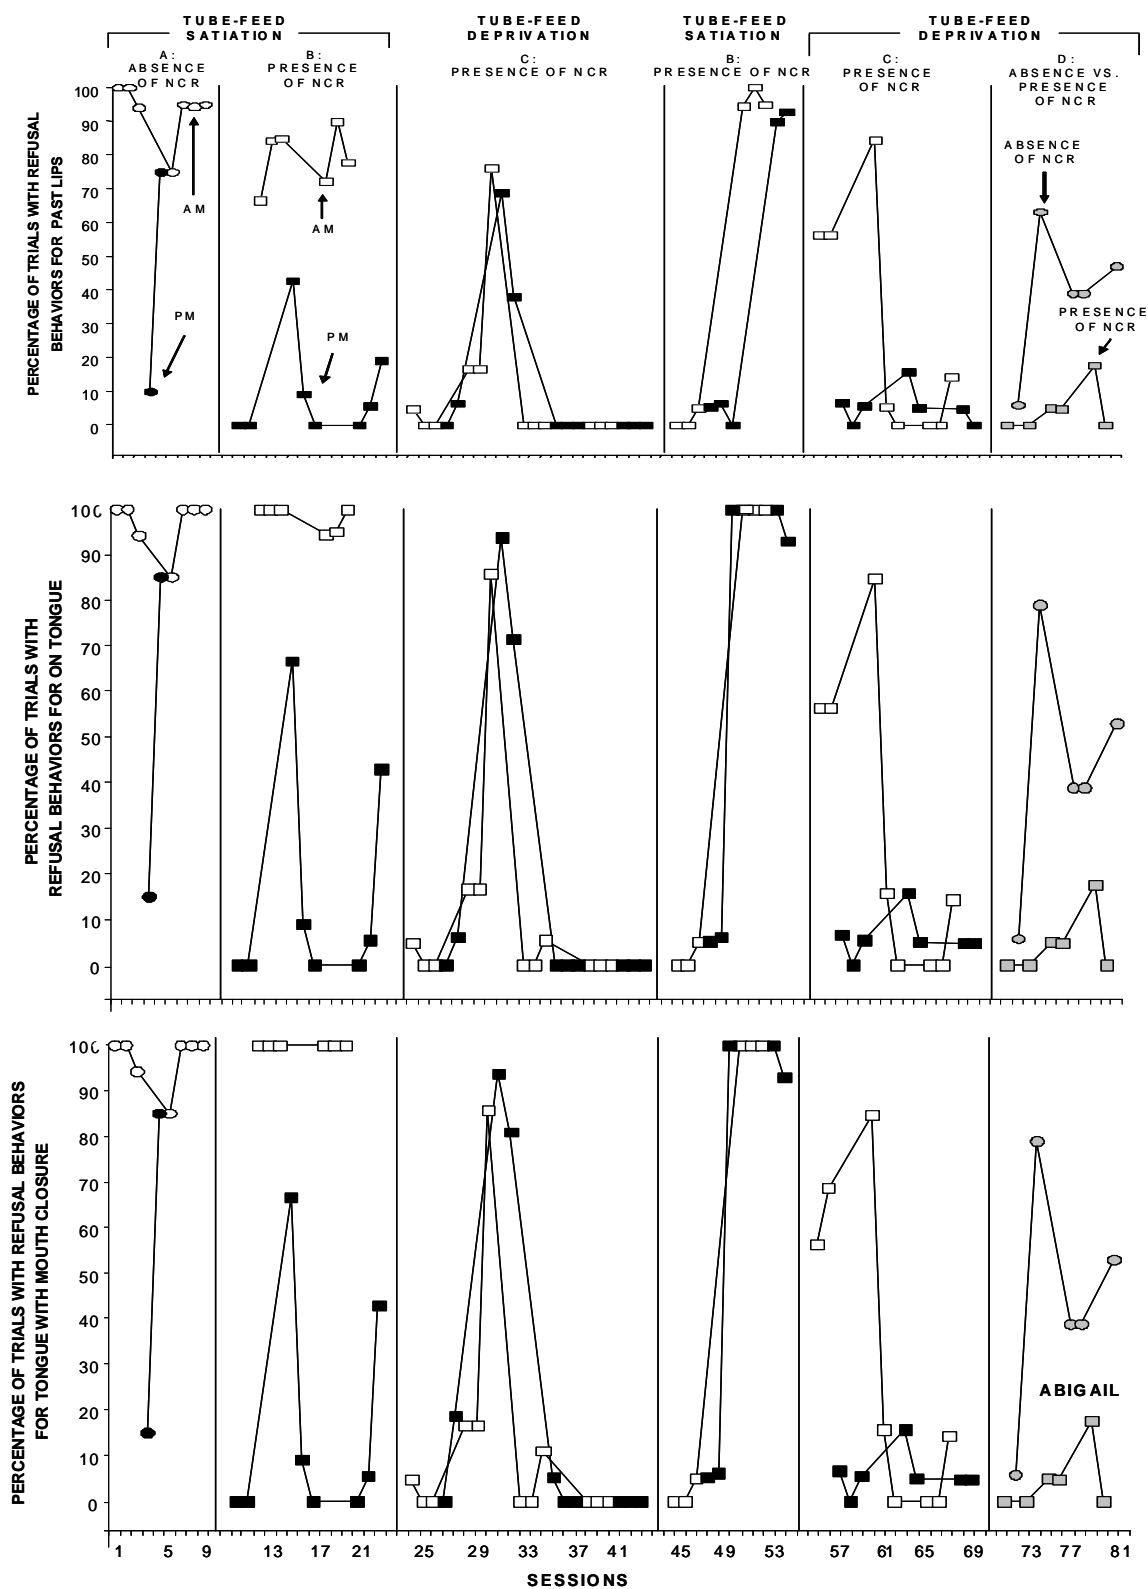 TUBE-FEED
SATIATION
TUBE-FEED
DEPRIVATION
TUBE-FEED
SATIATION
TUBE-FEED
DEPRIVATION
A:
ABSENCE
OF NCR
B:
PRESENCE
OF NCR
C:
PRESENCE OF NCR
B:
PRESENCE OF NCR
C:
PRESENCE
OF NCR
D:
ABSENCE VS.
PRESENCE
OF NCR
PERCENTAGE OF TRIALS WITH REFUSAL
BEHAVIORS FOR PAST LIPS
100
90
80
70
60
50
40
30
20
10
0
AM
PM
AM
PM
ABSENCE
OF NCR
PRESENCE
OF NCR
PERCENTAGE OF TRIALS WITH
REFUSAL BEHAVIORS FOR ON TONGUE
100
90
80
70
60
50
40
30
20
10
0
PERCENTAGE OF TRIALS WITH REFUSAL BEHAVIORS
FOR TONGUE WITH MOUTH CLOSURE
100
90
80
70
60
50
40
30
20
10
0
ABIGAIL
1 5 9 13 17 21 25 29 33 37 41 45 49 53 57 61 65 69 73 77 81
SESSIONS